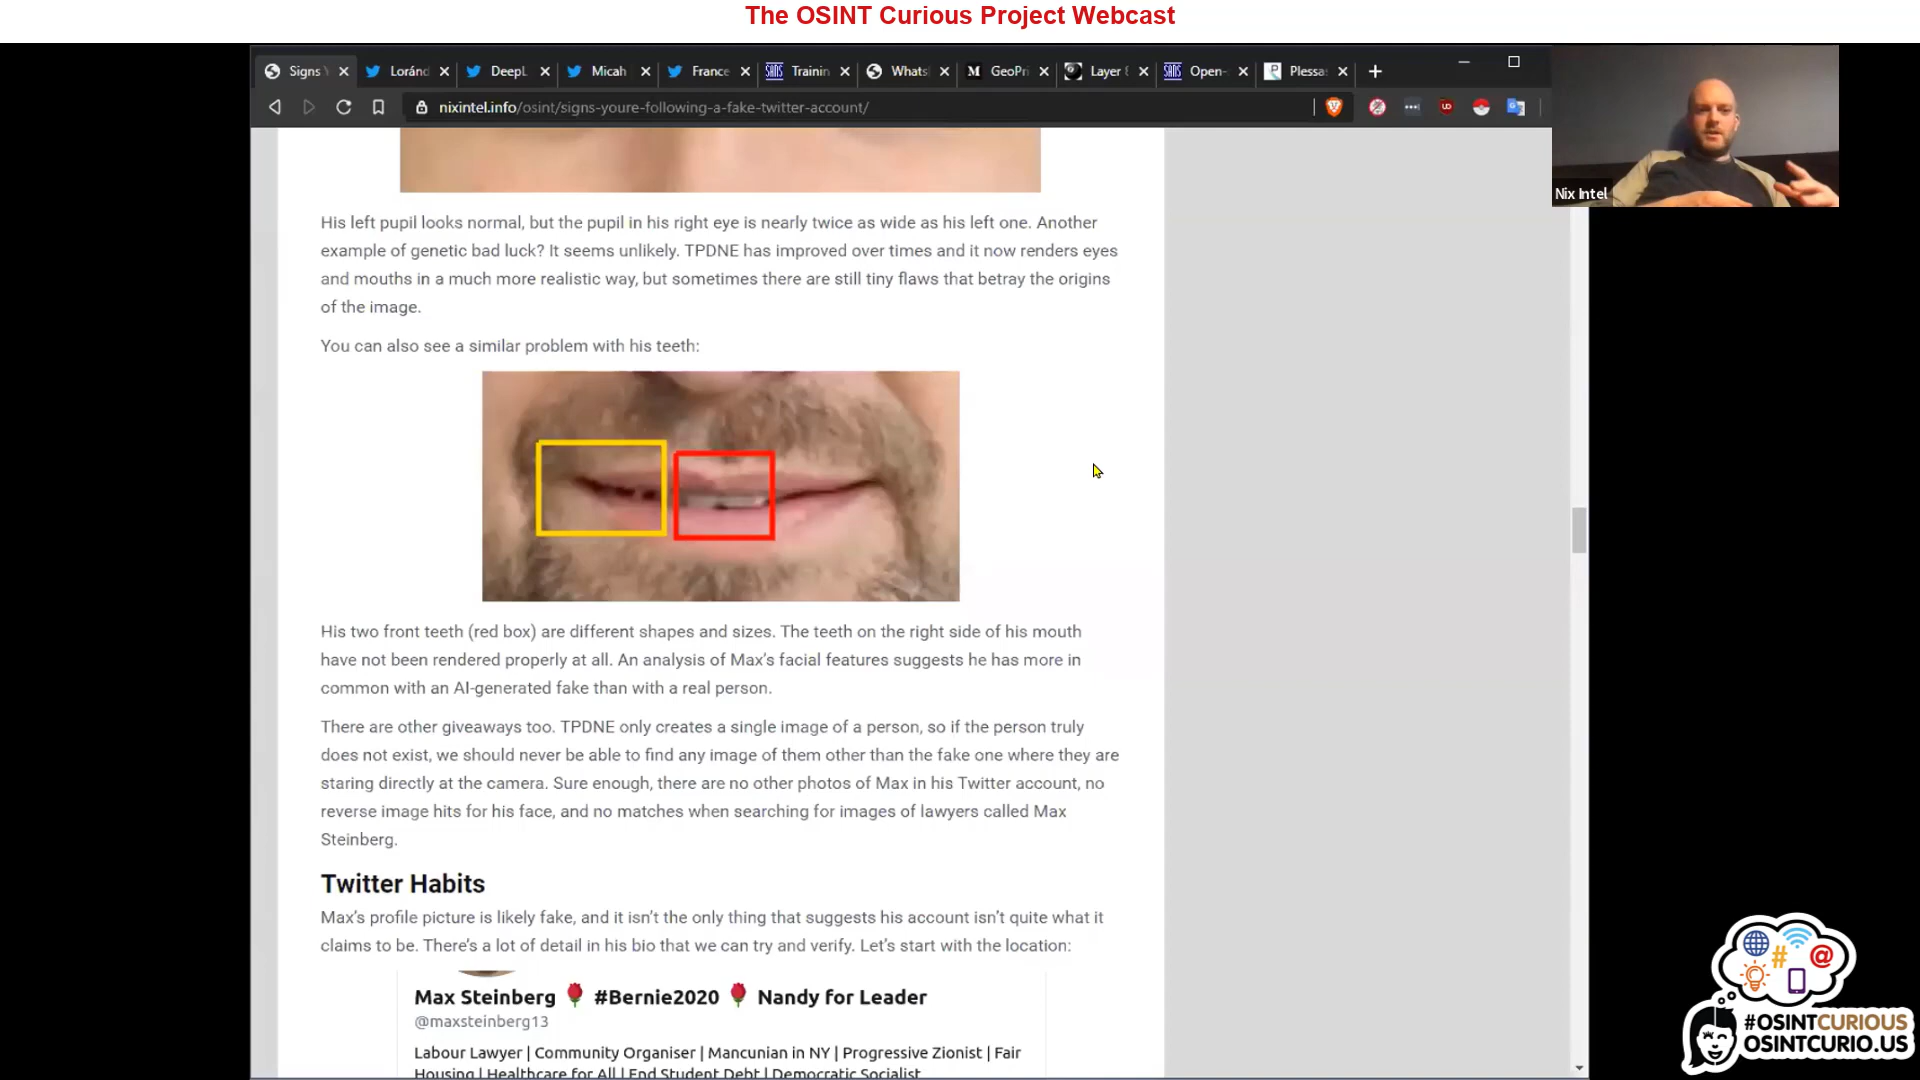 The OSINT Curious Project Webcast
Signs Y
Loránd
DeepL
Micah
France
Trainin
Whats
GeoPri
Layer 8
Open-
Plessa
nixintel.info/osint/signs-youre-following-a-fake-twitter-account/
Nix Intel
His left pupil looks normal, but the pupil in his right eye is nearly twice as wide as his left one. Another
example of genetic bad luck? It seems unlikely. TPDNE has improved over times and it now renders eyes
and mouths in a much more realistic way, but sometimes there are still tiny flaws that betray the origins
of the image.
You can also see a similar problem with his teeth:
His two front teeth (red box) are different shapes and sizes. The teeth on the right side of his mouth
have not been rendered properly at all. An analysis of Max's facial features suggests he has more in
common with an AI-generated fake than with a real person.
There are other giveaways too. TPDNE only creates a single image of a person, so if the person truly
does not exist, we should never be able to find any image of them other than the fake one where they are
staring directly at the camera. Sure enough, there are no other photos of Max in his Twitter account, no
reverse image hits for his face, and no matches when searching for images of lawyers called Max
Steinberg.
Twitter Habits
Max's profile picture is likely fake, and it isn't the only thing that suggests his account isn't quite what it
claims to be. There's a lot of detail in his bio that we can try and verify. Let's start with the location:
Max Steinberg 🌹 #Bernie2020 🌹 Nandy for Leader
@maxsteinberg13
Labour Lawyer | Community Organiser | Mancunian in NY | Progressive Zionist | Fair
Housing | Healthcare for All | End Student Debt | Democratic Socialist
#OSINTCURIOUS
OSINTCURIO.US